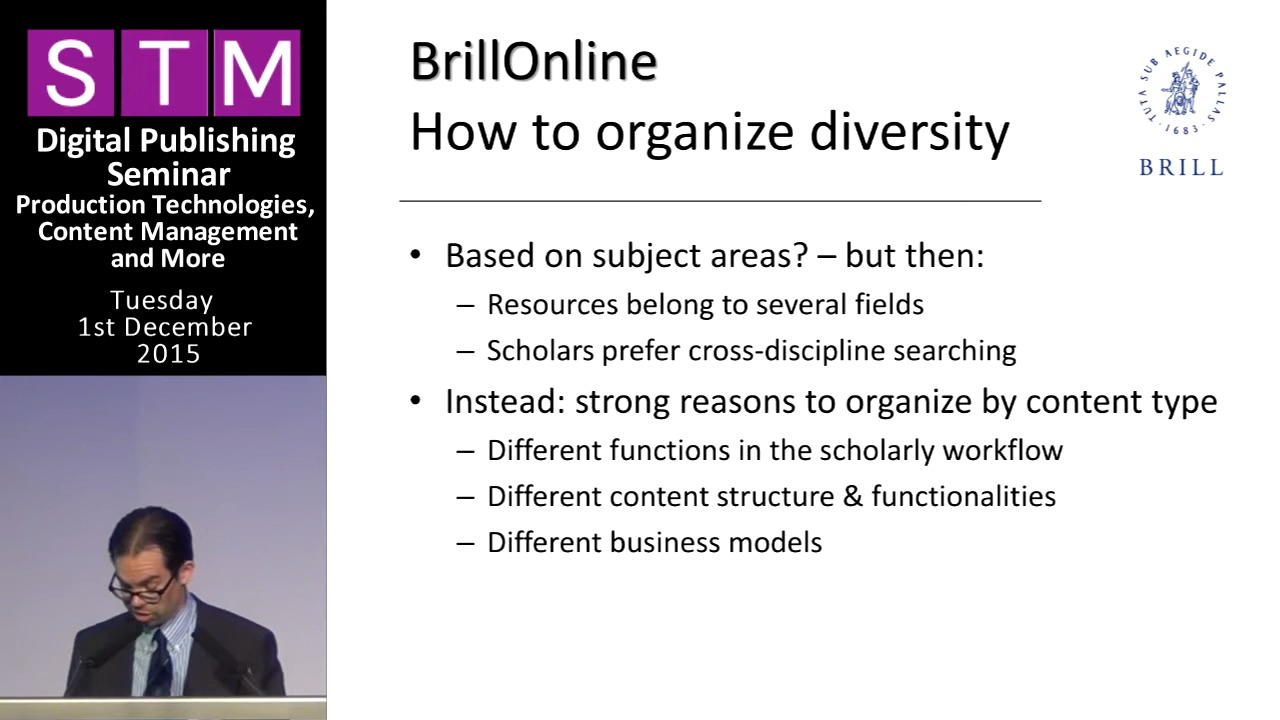 STM
Digital Publishing
Seminar
Production Technologies,
Content Management
and More
Tuesday
1st December
2015
BrillOnline
How to organize diversity
TUTA SUB AEGIDE PALLAS
·1683·
BRILL
• Based on subject areas? – but then:
– Resources belong to several fields
– Scholars prefer cross-discipline searching
• Instead: strong reasons to organize by content type
– Different functions in the scholarly workflow
– Different content structure & functionalities
– Different business models